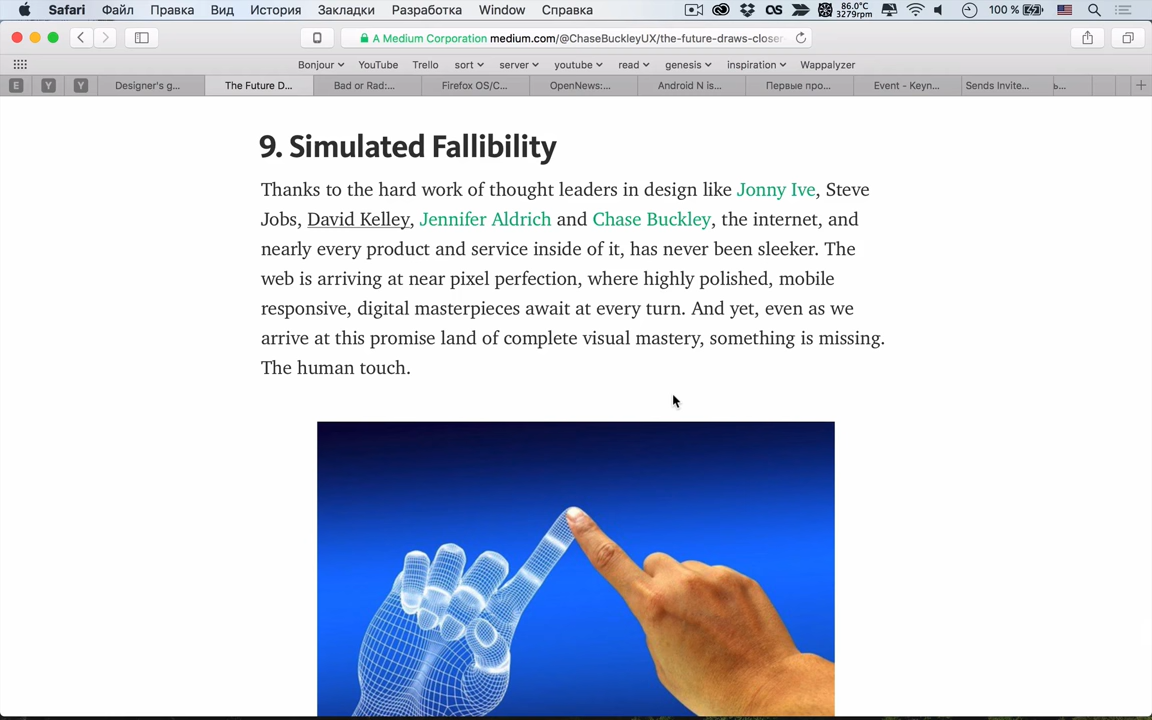 Safari Файл Правка Вид История Закладки Разработка Window Справка 86.0°C 3279rpm 100 %
A Medium Corporation medium.com/@ChaseBuckleyUX/the-future-draws-closer-
Bonjour YouTube Trello sort server youtube read genesis inspiration Wappalyzer
E Y Y Designer's g... The Future D... Bad or Rad:... Firefox OS/C... OpenNews:... Android N is... Первые про... Event - Keyn... Sends Invite... ь...
9. Simulated Fallibility
Thanks to the hard work of thought leaders in design like Jonny Ive, Steve
Jobs, David Kelley, Jennifer Aldrich and Chase Buckley, the internet, and
nearly every product and service inside of it, has never been sleeker. The
web is arriving at near pixel perfection, where highly polished, mobile
responsive, digital masterpieces await at every turn. And yet, even as we
arrive at this promise land of complete visual mastery, something is missing.
The human touch.